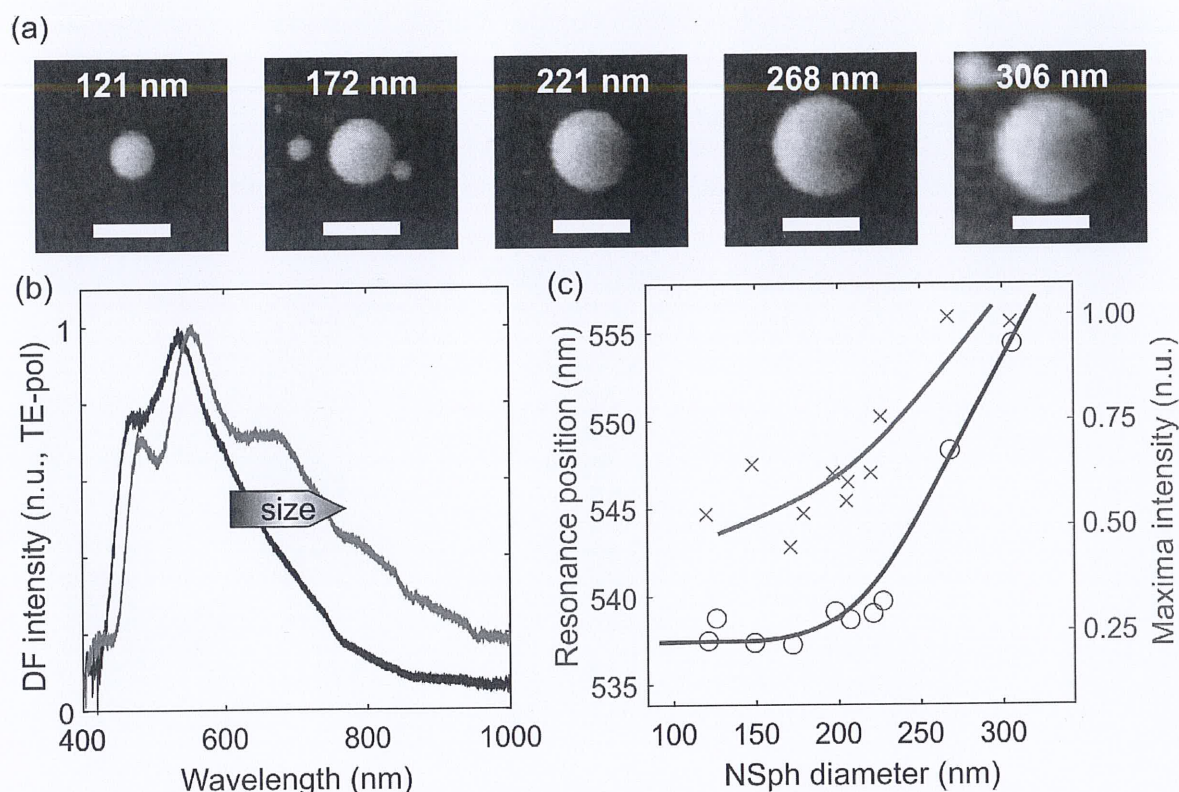 (a)
121 nm
172 nm
221 nm
268 nm
306 nm
(b)
DF intensity (n.u., TE-pol)
1
0
size
400
600
800
1000
Wavelength (nm)
(c)
Resonance position (nm)
555
550
545
540
535
1.00
0.75
0.50
0.25
Maxima intensity (n.u.)
100
150
200
250
300
NSph diameter (nm)